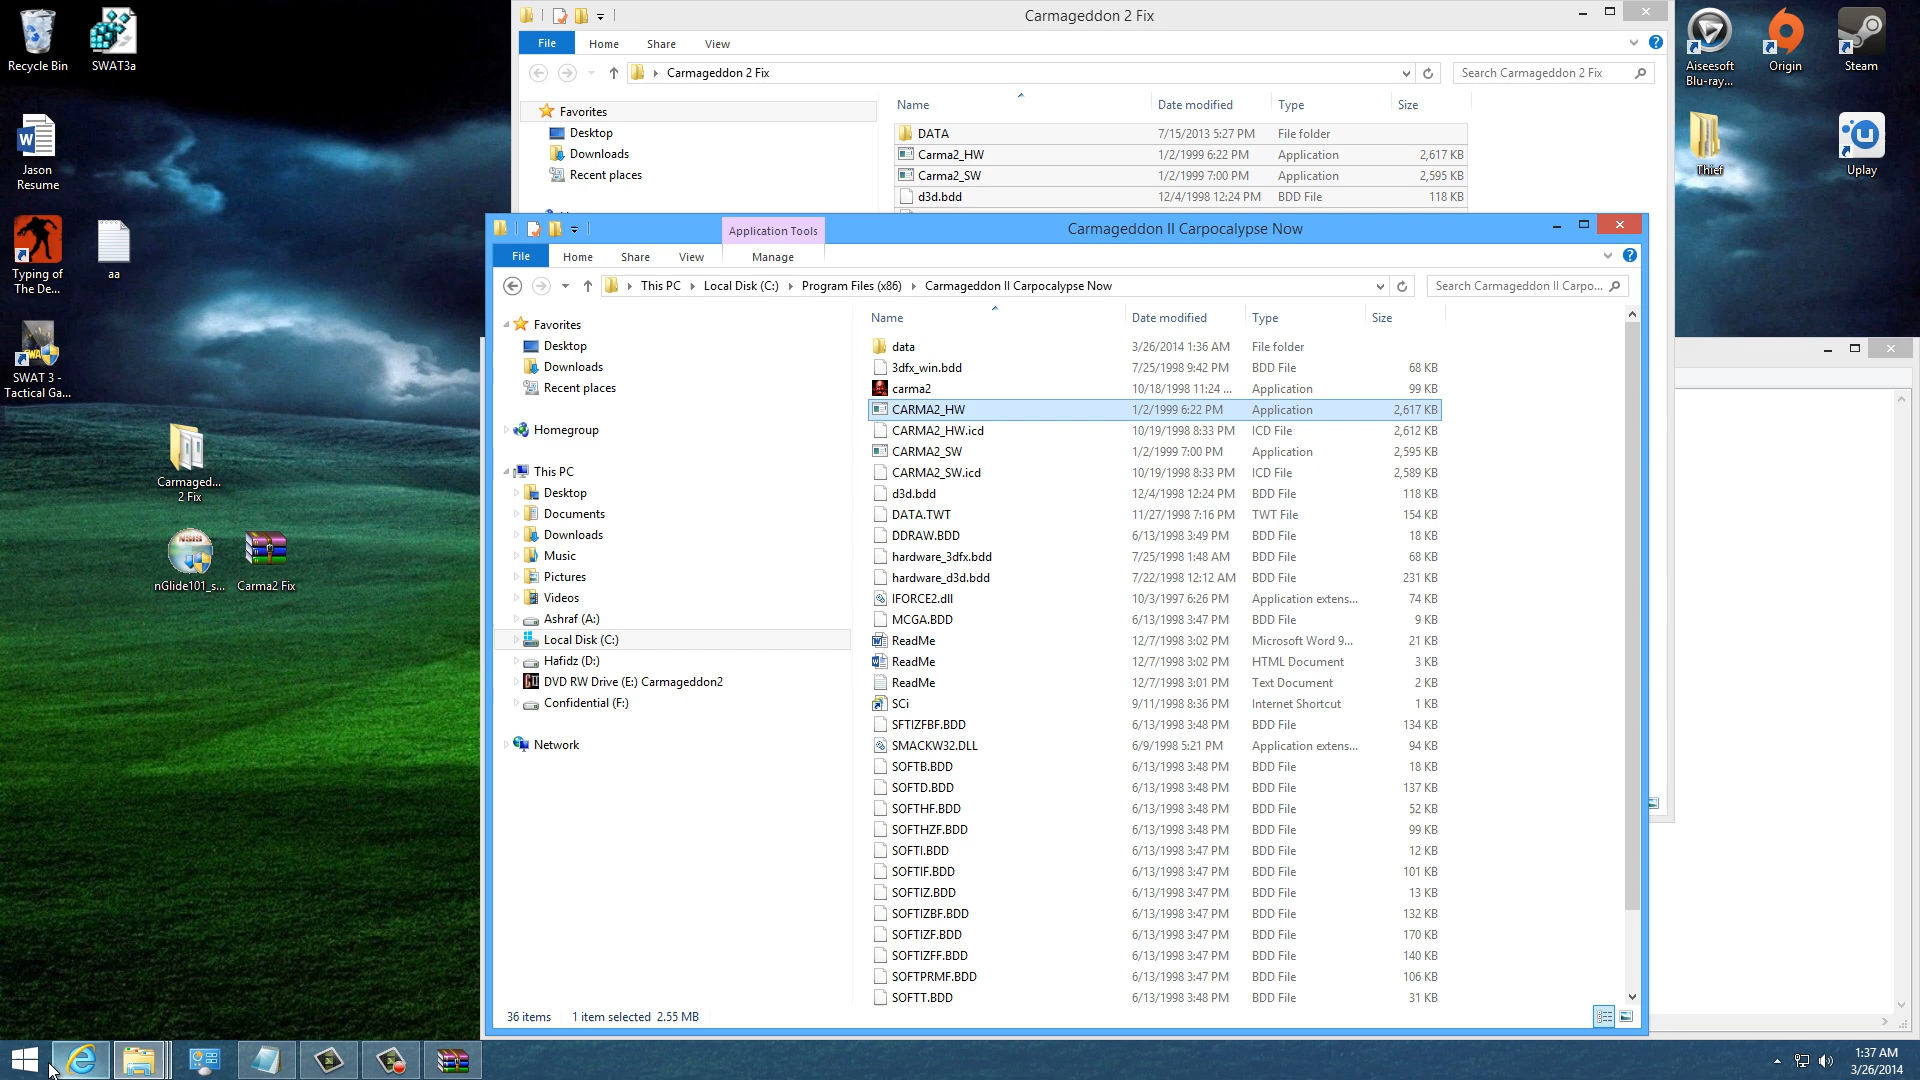 Recycle Bin
SWAT3a
Jason
Resume
Typing of
The De...
aa
SWAT 3 -
Tactical Ga...
Carmaged...
2 Fix
nGlide101_s...
Carma2 Fix
Aiseesoft
Blu-ray...
Origin
Steam
Thief
Uplay
Carmageddon 2 Fix
File Home Share View
Carmageddon 2 Fix
Search Carmageddon 2 Fix
Favorites
Desktop
Downloads
Recent places
Name Date modified Type Size
DATA 7/15/2013 5:27 PM File folder
Carma2_HW 1/2/1999 6:22 PM Application 2,617 KB
Carma2_SW 1/2/1999 7:00 PM Application 2,595 KB
d3d.bdd 12/4/1998 12:24 PM BDD File 118 KB
Application Tools
Carmageddon II Carpocalypse Now
File Home Share View Manage
This PC Local Disk (C:) Program Files (x86) Carmageddon II Carpocalypse Now
Search Carmageddon II Carpo...
Favorites
Desktop
Downloads
Recent places
Homegroup
This PC
Desktop
Documents
Downloads
Music
Pictures
Videos
Ashraf (A:)
Local Disk (C:)
Hafidz (D:)
DVD RW Drive (E:) Carmageddon2
Confidential (F:)
Network
Name Date modified Type Size
data 3/26/2014 1:36 AM File folder
3dfx_win.bdd 7/25/1998 9:42 PM BDD File 68 KB
carma2 10/18/1998 11:24 ... Application 99 KB
CARMA2_HW 1/2/1999 6:22 PM Application 2,617 KB
CARMA2_HW.icd 10/19/1998 8:33 PM ICD File 2,612 KB
CARMA2_SW 1/2/1999 7:00 PM Application 2,595 KB
CARMA2_SW.icd 10/19/1998 8:33 PM ICD File 2,589 KB
d3d.bdd 12/4/1998 12:24 PM BDD File 118 KB
DATA.TWT 11/27/1998 7:16 PM TWT File 154 KB
DDRAW.BDD 6/13/1998 3:49 PM BDD File 18 KB
hardware_3dfx.bdd 7/25/1998 1:48 AM BDD File 68 KB
hardware_d3d.bdd 7/22/1998 12:12 AM BDD File 231 KB
IFORCE2.dll 10/3/1997 6:26 PM Application extens... 74 KB
MCGA.BDD 6/13/1998 3:47 PM BDD File 9 KB
ReadMe 12/7/1998 3:02 PM Microsoft Word 9... 21 KB
ReadMe 12/7/1998 3:02 PM HTML Document 3 KB
ReadMe 12/7/1998 3:01 PM Text Document 2 KB
SCi 9/11/1998 8:36 PM Internet Shortcut 1 KB
SFTIZFBF.BDD 6/13/1998 3:48 PM BDD File 134 KB
SMACKW32.DLL 6/9/1998 5:21 PM Application extens... 94 KB
SOFTB.BDD 6/13/1998 3:48 PM BDD File 18 KB
SOFTD.BDD 6/13/1998 3:48 PM BDD File 137 KB
SOFTHF.BDD 6/13/1998 3:48 PM BDD File 52 KB
SOFTHZF.BDD 6/13/1998 3:48 PM BDD File 99 KB
SOFTI.BDD 6/13/1998 3:47 PM BDD File 12 KB
SOFTIF.BDD 6/13/1998 3:47 PM BDD File 101 KB
SOFTIZ.BDD 6/13/1998 3:47 PM BDD File 13 KB
SOFTIZBF.BDD 6/13/1998 3:47 PM BDD File 132 KB
SOFTIZF.BDD 6/13/1998 3:47 PM BDD File 170 KB
SOFTIZFF.BDD 6/13/1998 3:47 PM BDD File 140 KB
SOFTPRMF.BDD 6/13/1998 3:47 PM BDD File 106 KB
SOFTT.BDD 6/13/1998 3:48 PM BDD File 31 KB
36 items 1 item selected 2.55 MB
1:37 AM
3/26/2014